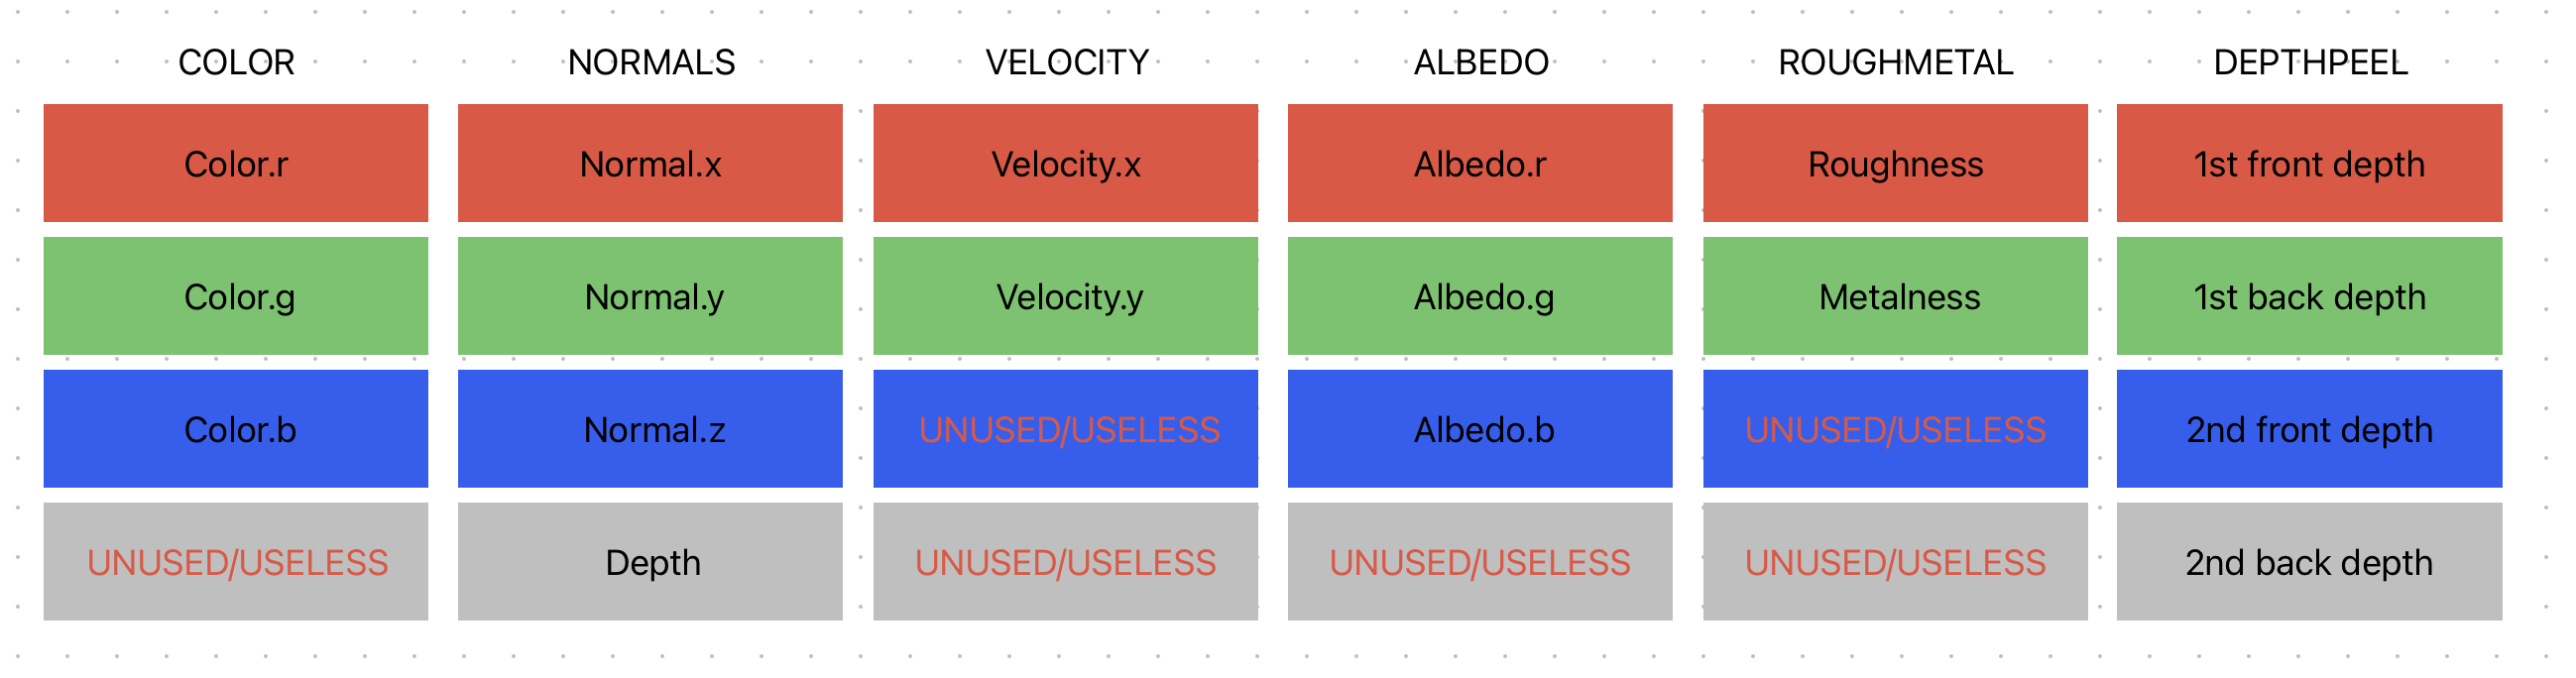 COLOR
NORMALS
VELOCITY
ALBEDO
ROUGHMETAL
DEPTHPEEL
Color.r
Normal.x
Velocity.x
Albedo.r
Roughness
1st front depth
Color.g
Normal.y
Velocity.y
Albedo.g
Metalness
1st back depth
Color.b
Normal.z
UNUSED/USELESS
Albedo.b
UNUSED/USELESS
2nd front depth
UNUSED/USELESS
Depth
UNUSED/USELESS
UNUSED/USELESS
UNUSED/USELESS
2nd back depth